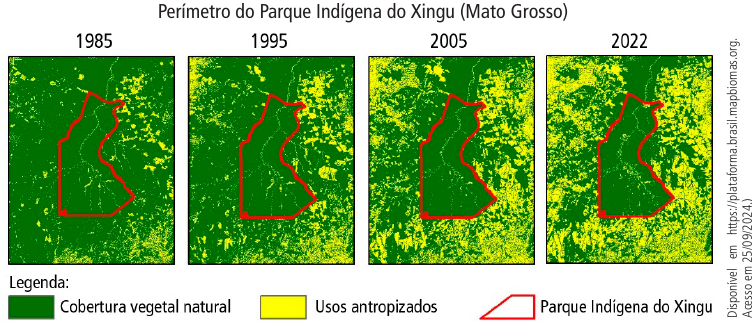 Perímetro do Parque Indígena do Xingu (Mato Grosso)
1985
1995
2005
2022
Legenda:
Cobertura vegetal natural
Usos antropizados
Parque Indígena do Xingu
Disponível em https://plataforma.brasil.mapbiomas.org.
Acesso em 25/09/2024.)